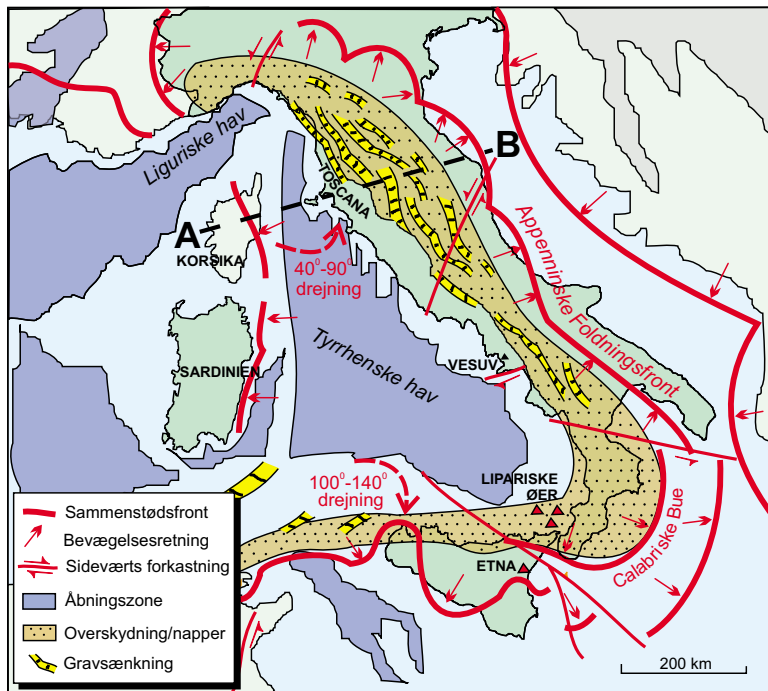 Liguriske hav
B
TOSCANA
A
KORSIKA
40°-90°
drejning
Appenninske Foldningsfront
Tyrrhenske hav
SARDINIEN
VESUV
100°-140°
drejning
LIPARISKE
ØER
Calabriske Bue
ETNA
Sammenstødsfront
Bevægelsesretning
Sideværts forkastning
Åbningszone
Overskydning/napper
Gravsænkning
200 km